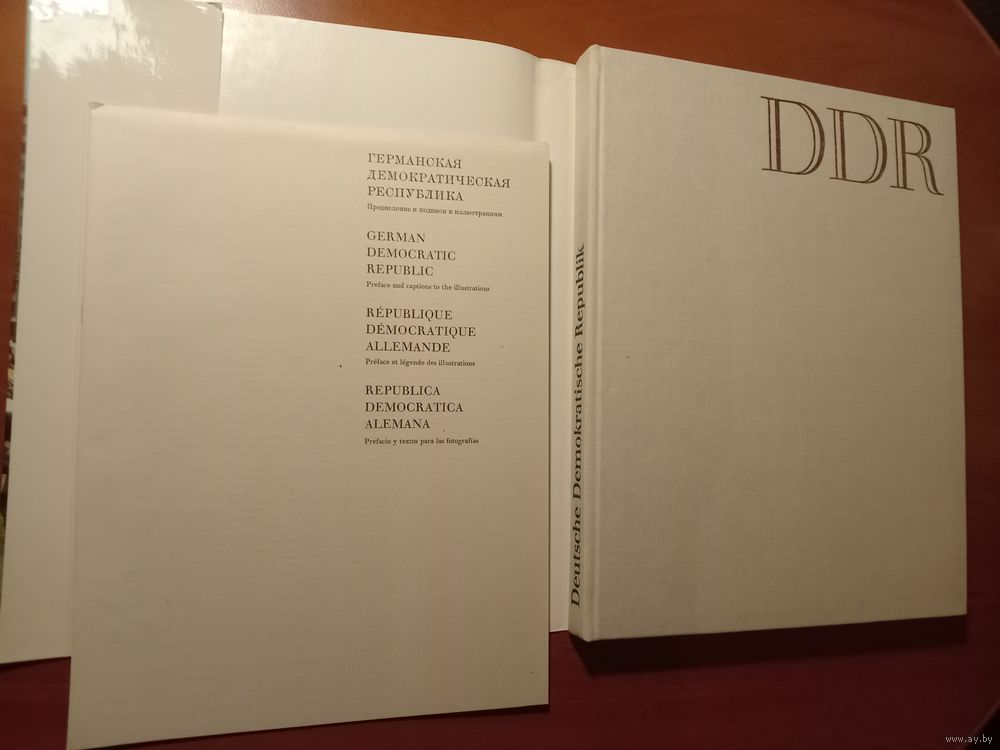 ГЕРМАНСКАЯ
ДЕМОКРАТИЧЕСКАЯ
РЕСПУБЛИКА
Предисловие и подписи к иллюстрациям
GERMAN
DEMOCRATIC
REPUBLIC
Preface and captions to the illustrations
RÉPUBLIQUE
DÉMOCRATIQUE
ALLEMANDE
Préface et légende des illustrations
REPUBLICA
DEMOCRATICA
ALEMANA
Prefacio y textos para las fotografías
Deutsche Demokratische Republik
DDR
www.ay.by